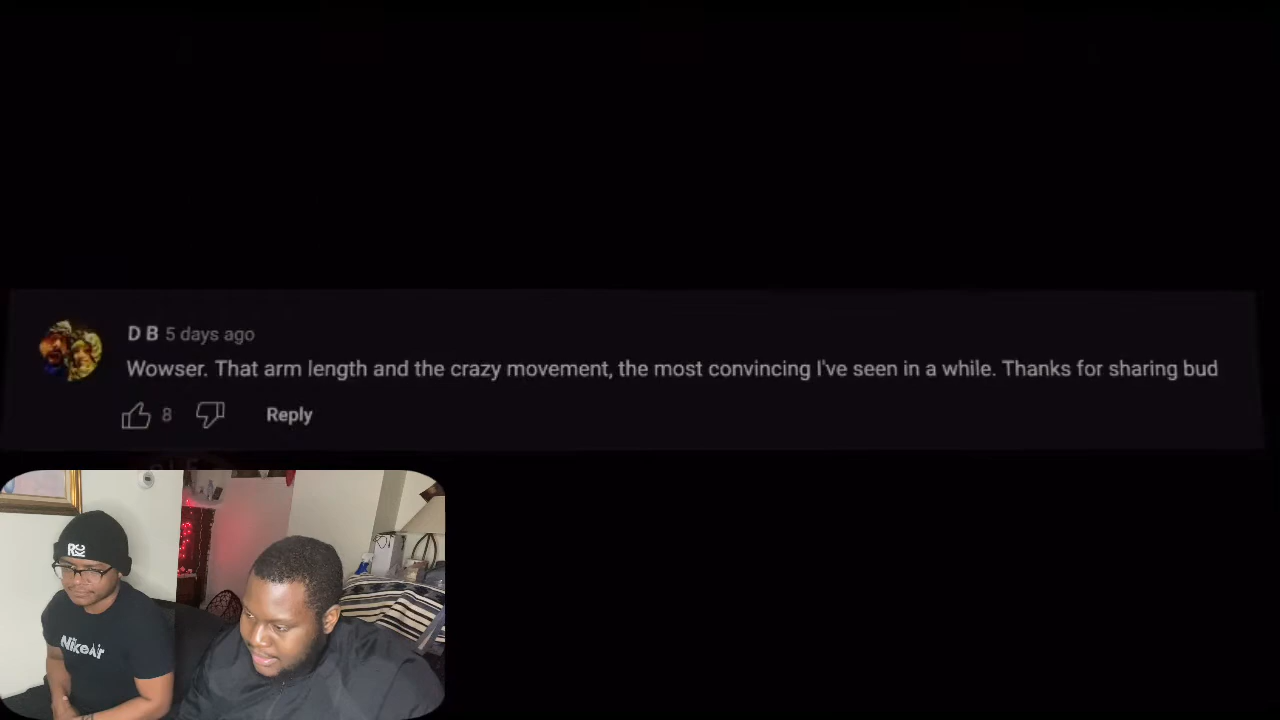 D B 5 days ago
Wowser. That arm length and the crazy movement, the most convincing I've seen in a while. Thanks for sharing bud
8 Reply
NikeAir